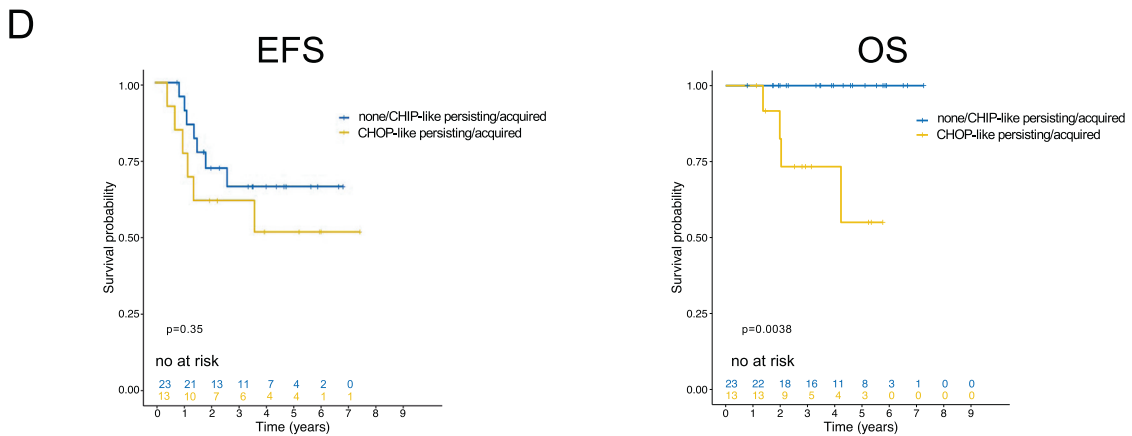 D
EFS
1.00
0.75
0.50
0.25
0.00
Survival probability
none/CHIP-like persisting/acquired
CHOP-like persisting/acquired
p=0.35
no at risk
23 21 13 11 7 4 2 0
13 10 7 6 4 4 1 1
0 1 2 3 4 5 6 7 8 9
Time (years)
OS
1.00
0.75
0.50
0.25
0.00
Survival probability
none/CHIP-like persisting/acquired
CHOP-like persisting/acquired
p=0.0038
no at risk
23 22 18 16 11 8 3 1 0 0
13 13 9 5 4 3 0 0 0 0
0 1 2 3 4 5 6 7 8 9
Time (years)